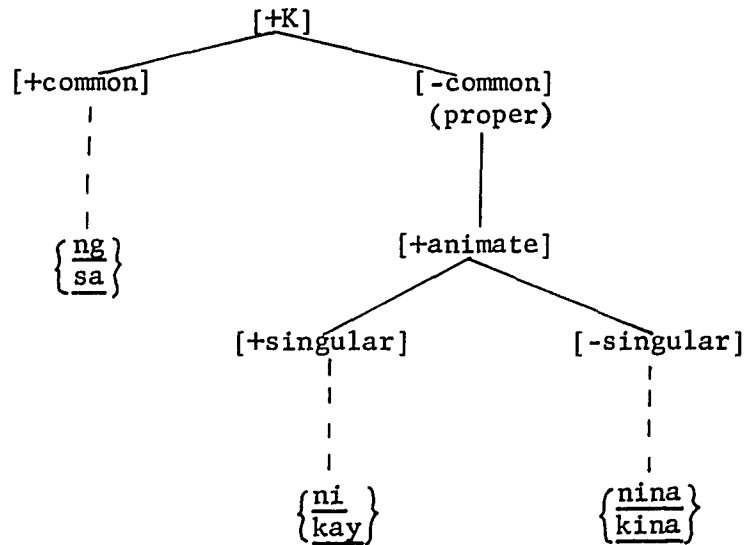 [+K]
[+common] [-common]
(proper)
{ng
sa}
[+animate]
[+singular] [-singular]
{ni
kay} {nina
kina}